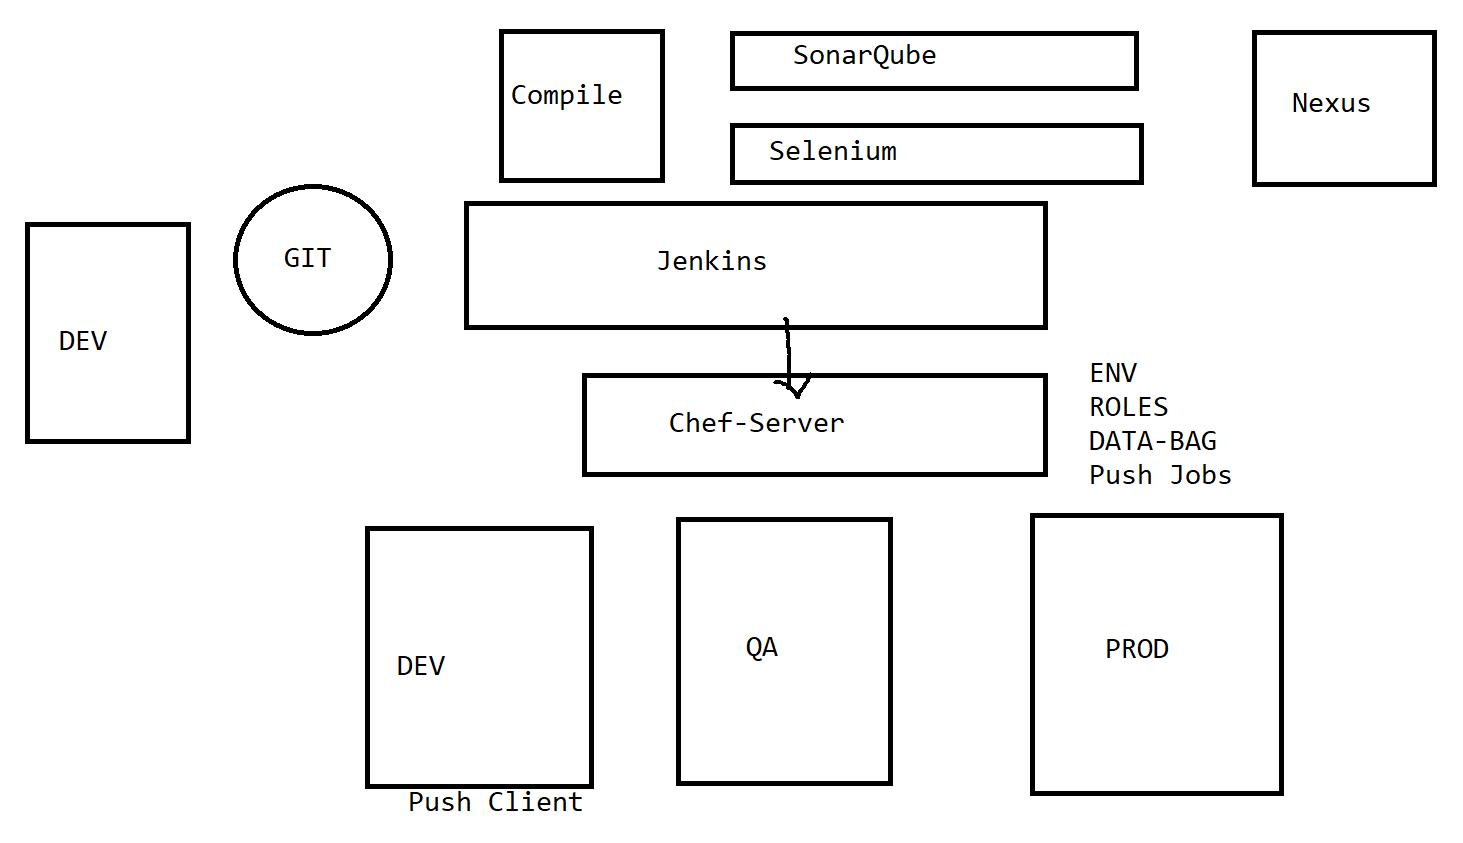 SonarQube
Compile
Nexus
Selenium
GIT
Jenkins
DEV
ENV
ROLES
Chef-Server
DATA-BAG
Push Jobs
DEV
QA
PROD
Push Client